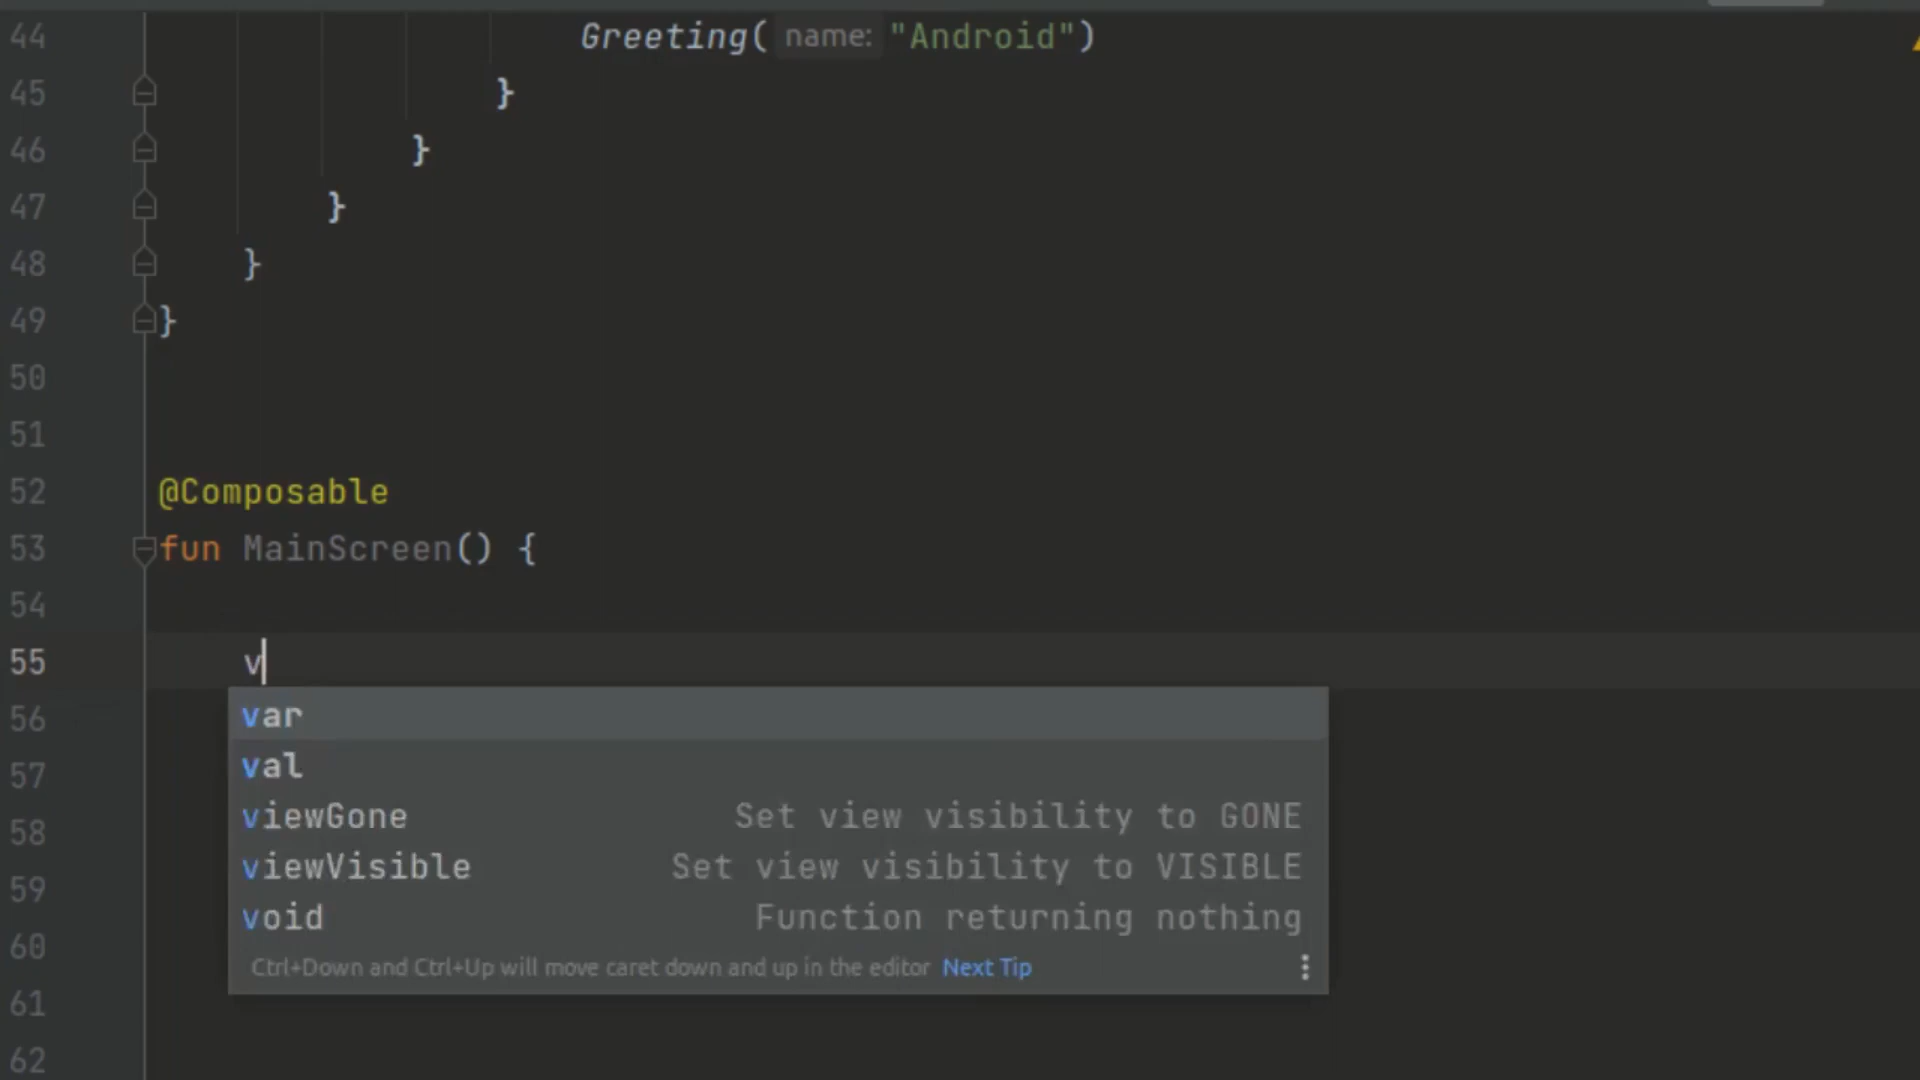 44 Greeting( name: "Android")
45 }
46 }
47 }
48 }
49 }
50
51
52 @Composable
53 fun MainScreen() {
54
55 v
56 var
val
57 viewGone Set view visibility to GONE
58 viewVisible Set view visibility to VISIBLE
59 void Function returning nothing
60 Ctrl+Down and Ctrl+Up will move caret down and up in the editor Next Tip
61
62